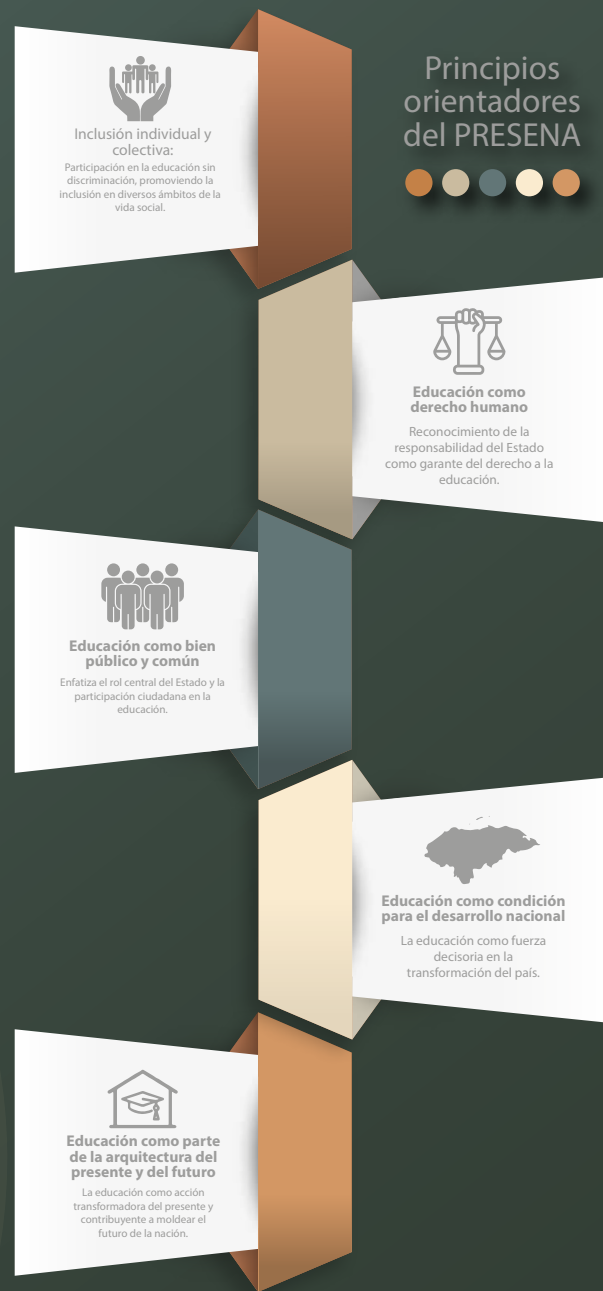 Principios
orientadores
del PRESENA
Inclusión individual y
colectiva:
Participación en la educación sin
discriminación, promoviendo la
inclusión en diversos ámbitos de la
vida social.
Educación como
derecho humano
Reconocimiento de la
responsabilidad del Estado
como garante del derecho a la
educación.
Educación como bien
público y común
Enfatiza el rol central del Estado y la
participación ciudadana en la
educación.
Educación como condición
para el desarrollo nacional
La educación como fuerza
decisoria en la
transformación del país.
Educación como parte
de la arquitectura del
presente y del futuro
La educación como acción
transformadora del presente y
contribuyente a moldear el
futuro de la nación.